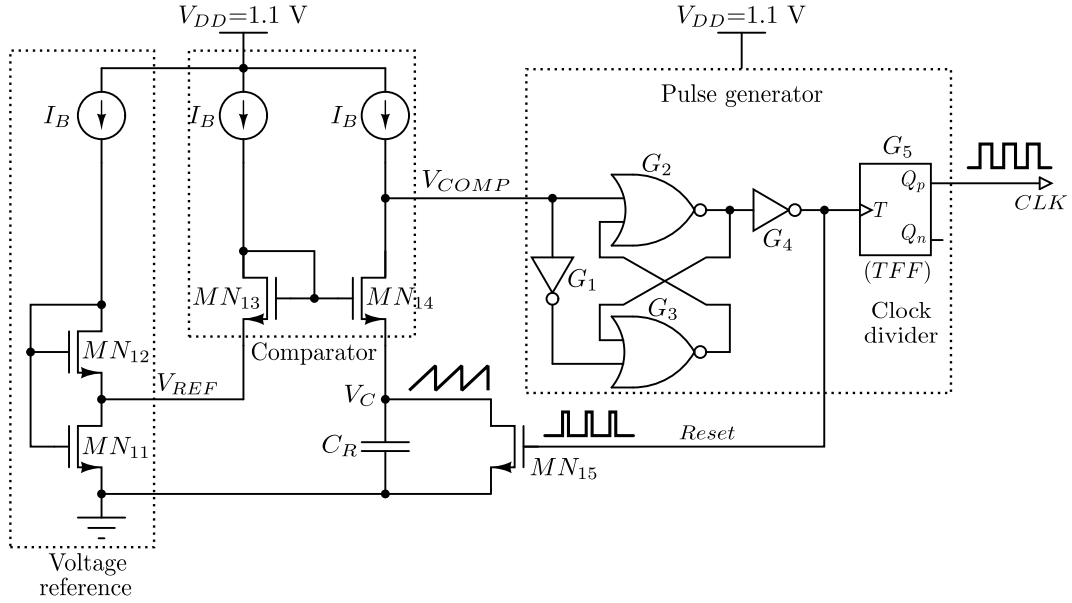 V_DD=1.1 V
V_DD=1.1 V
Pulse generator
I_B
I_B
I_B
G_2
G_5
V_COMP
Q_p
T
CLK
G_4
Q_n
G_1
(TFF)
MN_13
MN_14
G_3
Clock
divider
Comparator
MN_12
V_REF
V_C
C_R
MN_11
Reset
MN_15
Voltage
reference